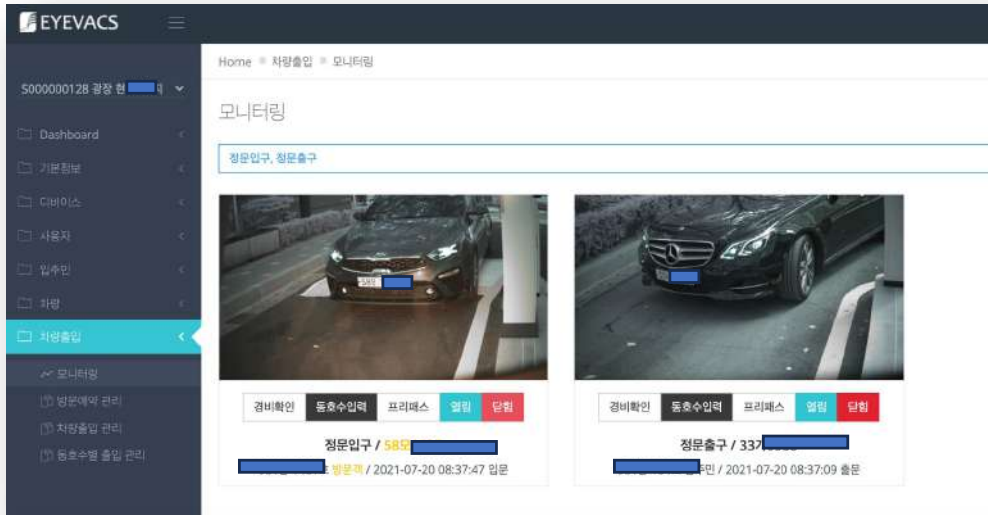 EYEVACS
Home 차량출입 모니터링
S000000128 광장 현
모니터링
Dashboard
정문입구, 정문출구
기본정보
디바이스
사용자
입주민
차량
차량출입
모니터링
방문예약 관리
차량출입 관리
동호수별 출입 관리
경비확인 동호수입력 프리패스 열림 닫힘
정문입구 / 58모
방문객 / 2021-07-20 08:37:47 입문
경비확인 동호수입력 프리패스 열림 닫힘
정문출구 /
민 / 2021-07-20 08:37:09 출문